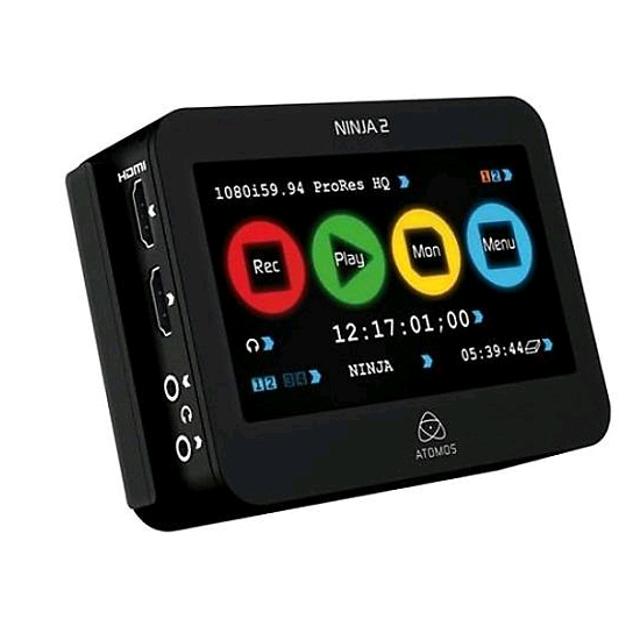 NINJA 2
HDMI
1080i59.94 ProRes HQ 12
Rec Play Mon Menu
12:17:01;00
12 34 NINJA 05:39:44
ATOMOS